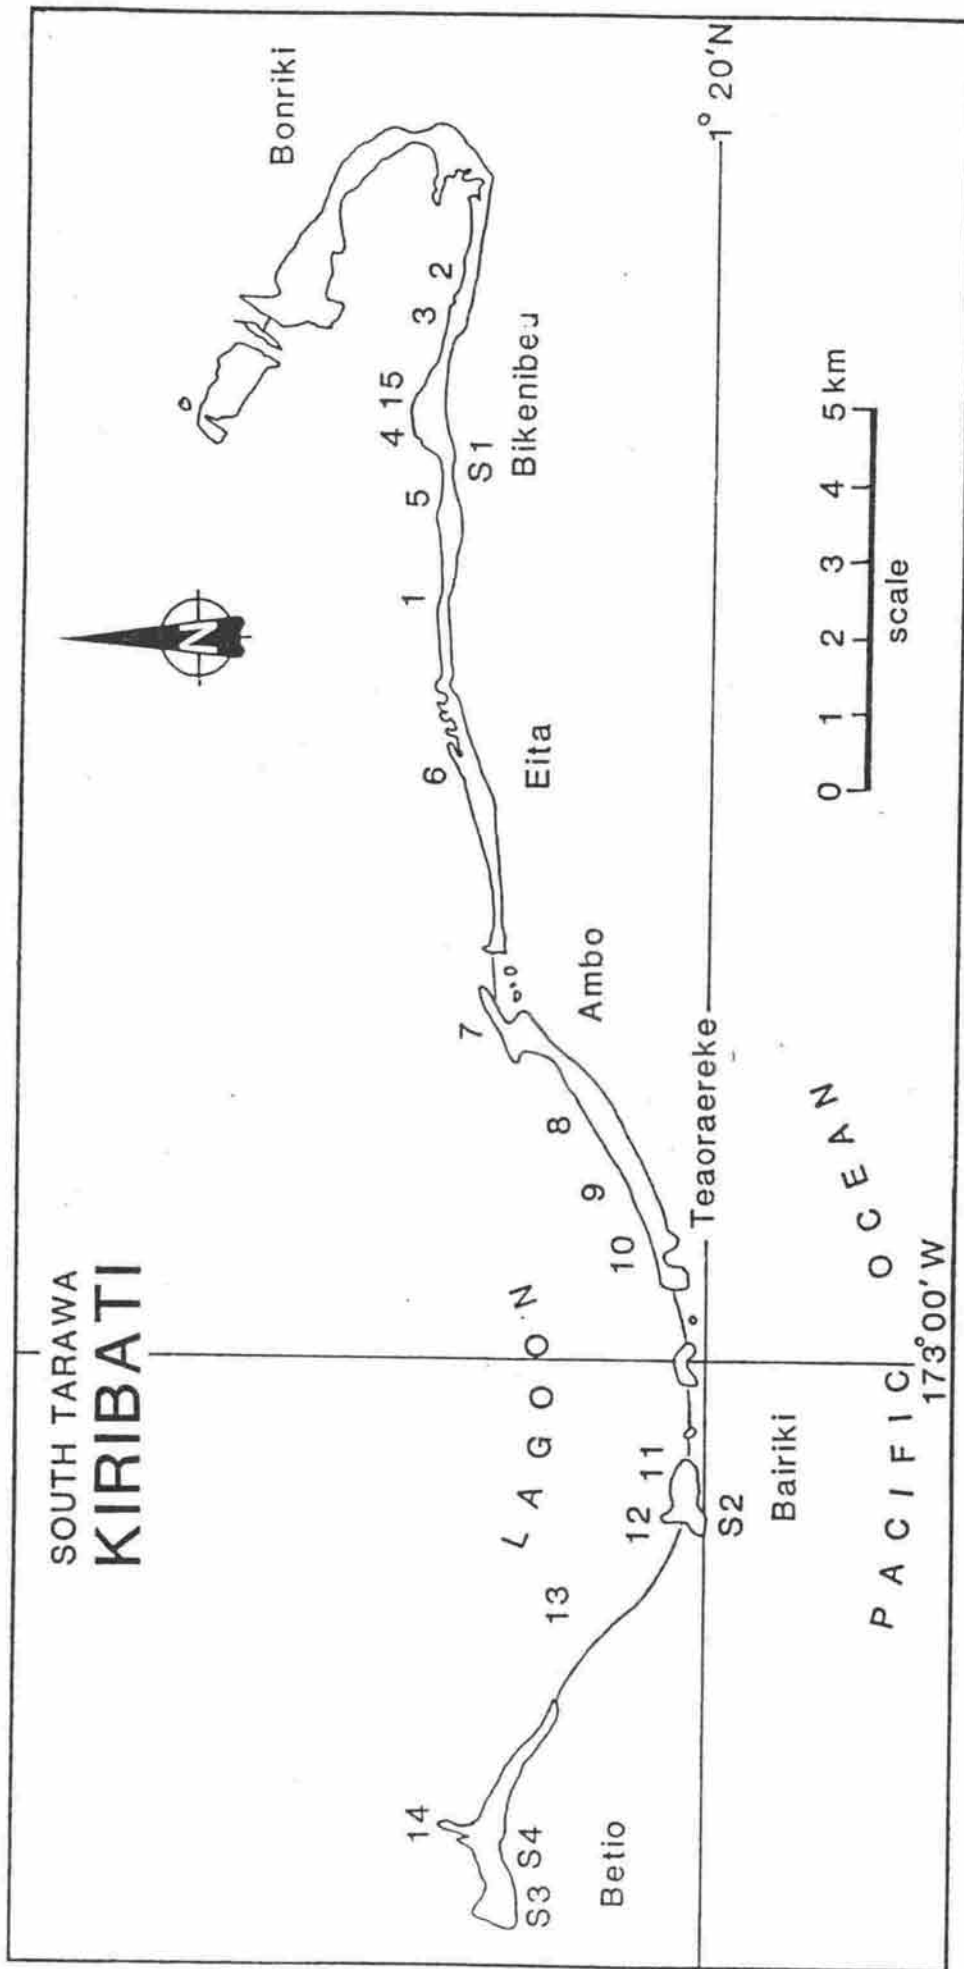 SOUTH TARAWA
KIRIBATI
N
Bonriki
14
13
12
11
10
9
8
7
6
1
5
4
15
3
2
LAGOON
S3 S4
Betio
S2
Bairiki
Teaoraereke
Ambo
Eita
S1
Bikenibeu
1° 20'N
PACIFIC OCEAN
173°00'W
0 1 2 3 4 5 km
scale